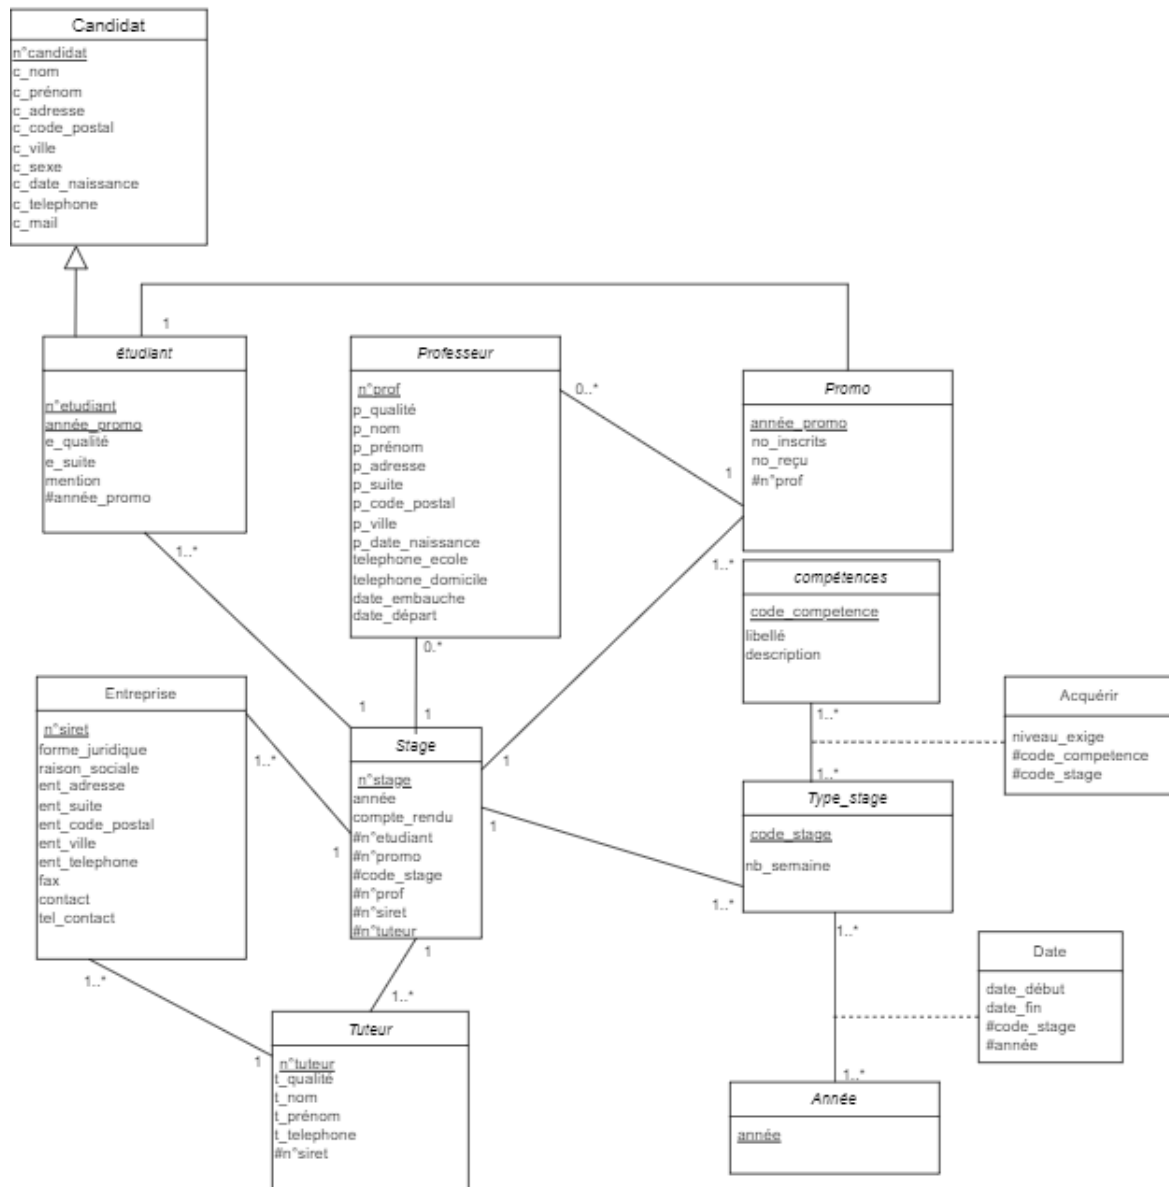 Candidat
n°candidat
c_nom
c_prénom
c_adresse
c_code_postal
c_ville
c_sexe
c_date_naissance
c_telephone
c_mail
1
étudiant
n°etudiant
année_promo
e_qualité
e_suite
mention
#année_promo
1..*
Professeur
n°prof
p_qualité
p_nom
p_prénom
p_adresse
p_suite
p_code_postal
p_ville
p_date_naissance
telephone_ecole
telephone_domicile
date_embauche
date_départ
0..*
0..*
1
1..*
Promo
année_promo
no_inscrits
no_reçu
#n°prof
compétences
code_competence
libellé
description
1..*
1..*
Acquérir
niveau_exige
#code_competence
#code_stage
Entreprise
n°siret
forme_juridique
raison_sociale
ent_adresse
ent_suite
ent_code_postal
ent_ville
ent_telephone
fax
contact
tel_contact
1..*
1..*
1
1
1
1
1
1
Stage
n°stage
année
compte_rendu
#n°etudiant
#n°promo
#code_stage
#n°prof
#n°siret
#n°tuteur
Type_stage
code_stage
nb_semaine
1..*
1..*
1..*
Date
date_début
date_fin
#code_stage
#année
1..*
1
Tuteur
n°tuteur
t_qualité
t_nom
t_prénom
t_telephone
#n°siret
Année
année